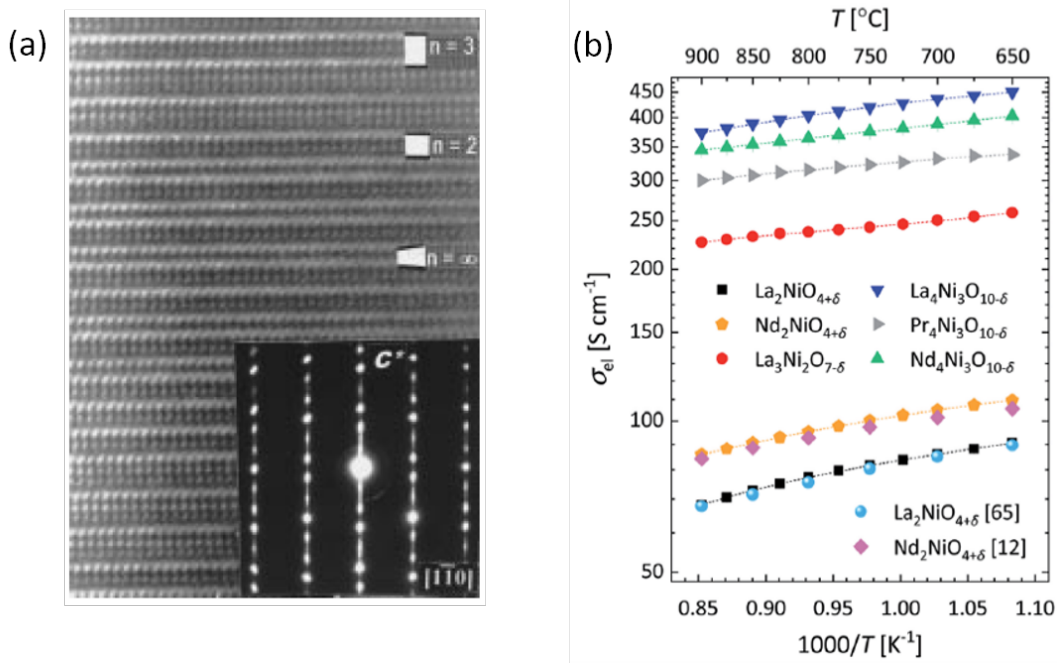 (a)
n = 3
n = 2
n = ∞
c*
[110]
(b)
T [°C]
900 850 800 750 700 650
450
400
350
300
250
200
150
100
50
σel [S cm⁻¹]
La₂NiO₄₊δ
Nd₂NiO₄₊δ
La₃Ni₂O₇₋δ
La₄Ni₃O₁₀₋δ
Pr₄Ni₃O₁₀₋δ
Nd₄Ni₃O₁₀₋δ
La₂NiO₄₊δ [65]
Nd₂NiO₄₊δ [12]
0.85 0.90 0.95 1.00 1.05 1.10
1000/T [K⁻¹]